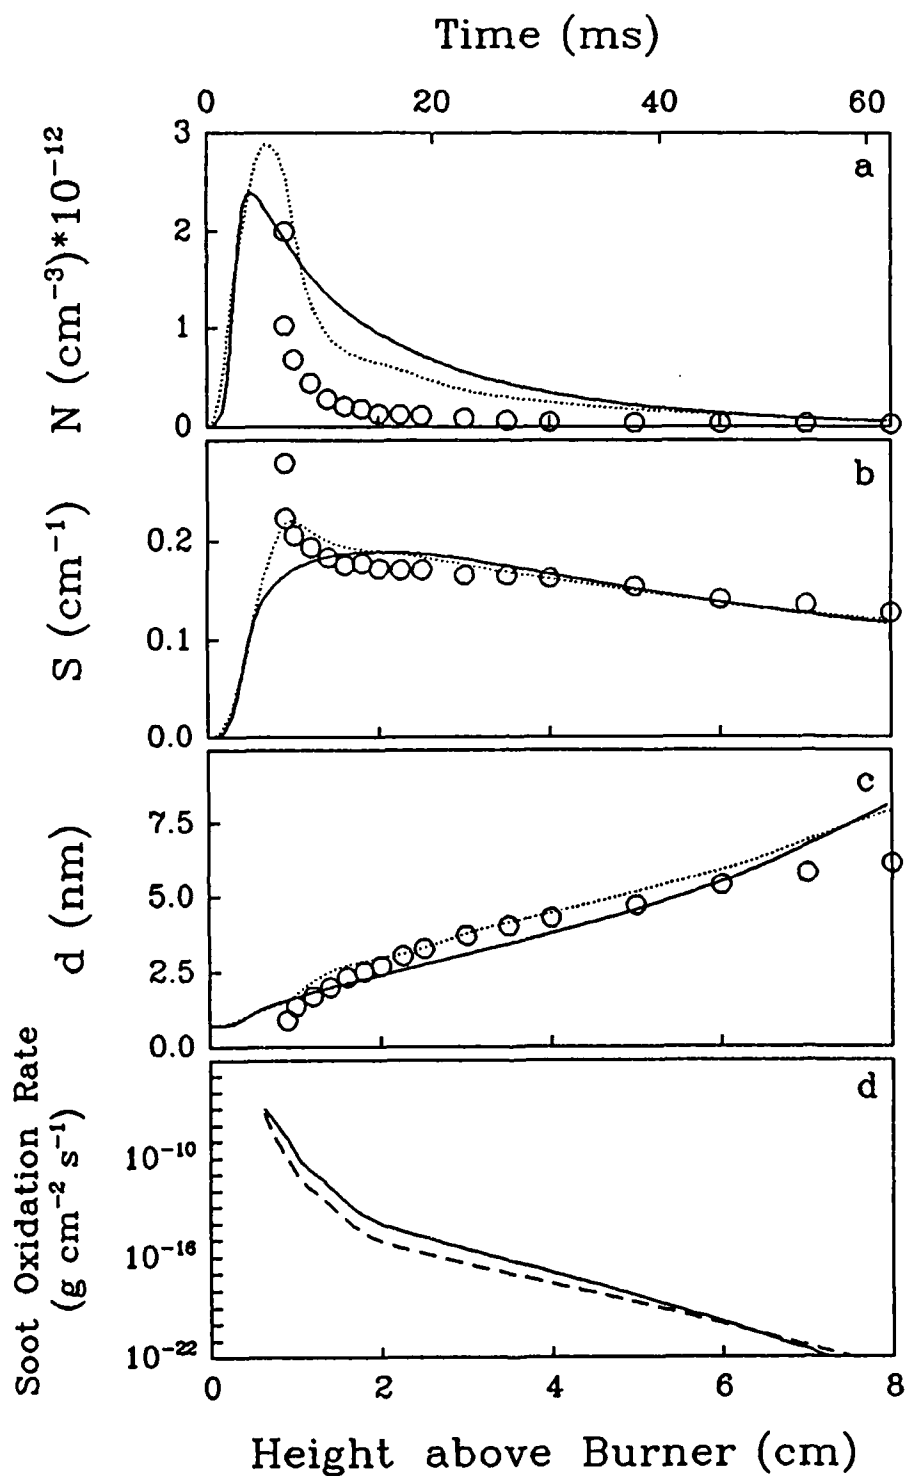 Time (ms)
0 20 40 60
N (cm⁻³)*10⁻¹²
3
2
1
0
a
S (cm⁻¹)
0.2
0.1
0.0
b
d (nm)
7.5
5.0
2.5
0.0
c
Soot Oxidation Rate
(g cm⁻² s⁻¹)
10⁻¹⁰
10⁻¹⁶
10⁻²²
d
0 2 4 6 8
Height above Burner (cm)